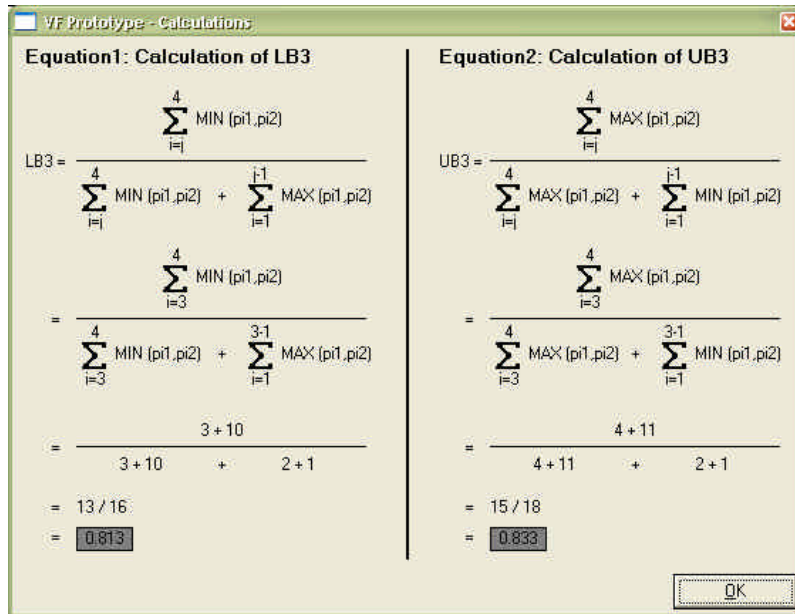 VF Prototype - Calculations
Equation1: Calculation of LB3
4
∑ MIN (pi1,pi2)
i=j
LB3 =
4 j-1
∑ MIN (pi1,pi2) + ∑ MAX (pi1,pi2)
i=j i=1
4
∑ MIN (pi1,pi2)
i=3
=
4 3-1
∑ MIN (pi1,pi2) + ∑ MAX (pi1,pi2)
i=3 i=1
3 + 10
=
3 + 10 + 2 + 1
= 13 / 16
= 0.813
Equation2: Calculation of UB3
4
∑ MAX (pi1,pi2)
i=j
UB3 =
4 j-1
∑ MAX (pi1,pi2) + ∑ MIN (pi1,pi2)
i=j i=1
4
∑ MAX (pi1,pi2)
i=3
=
4 3-1
∑ MAX (pi1,pi2) + ∑ MIN (pi1,pi2)
i=3 i=1
4 + 11
=
4 + 11 + 2 + 1
= 15 / 18
= 0.833
OK